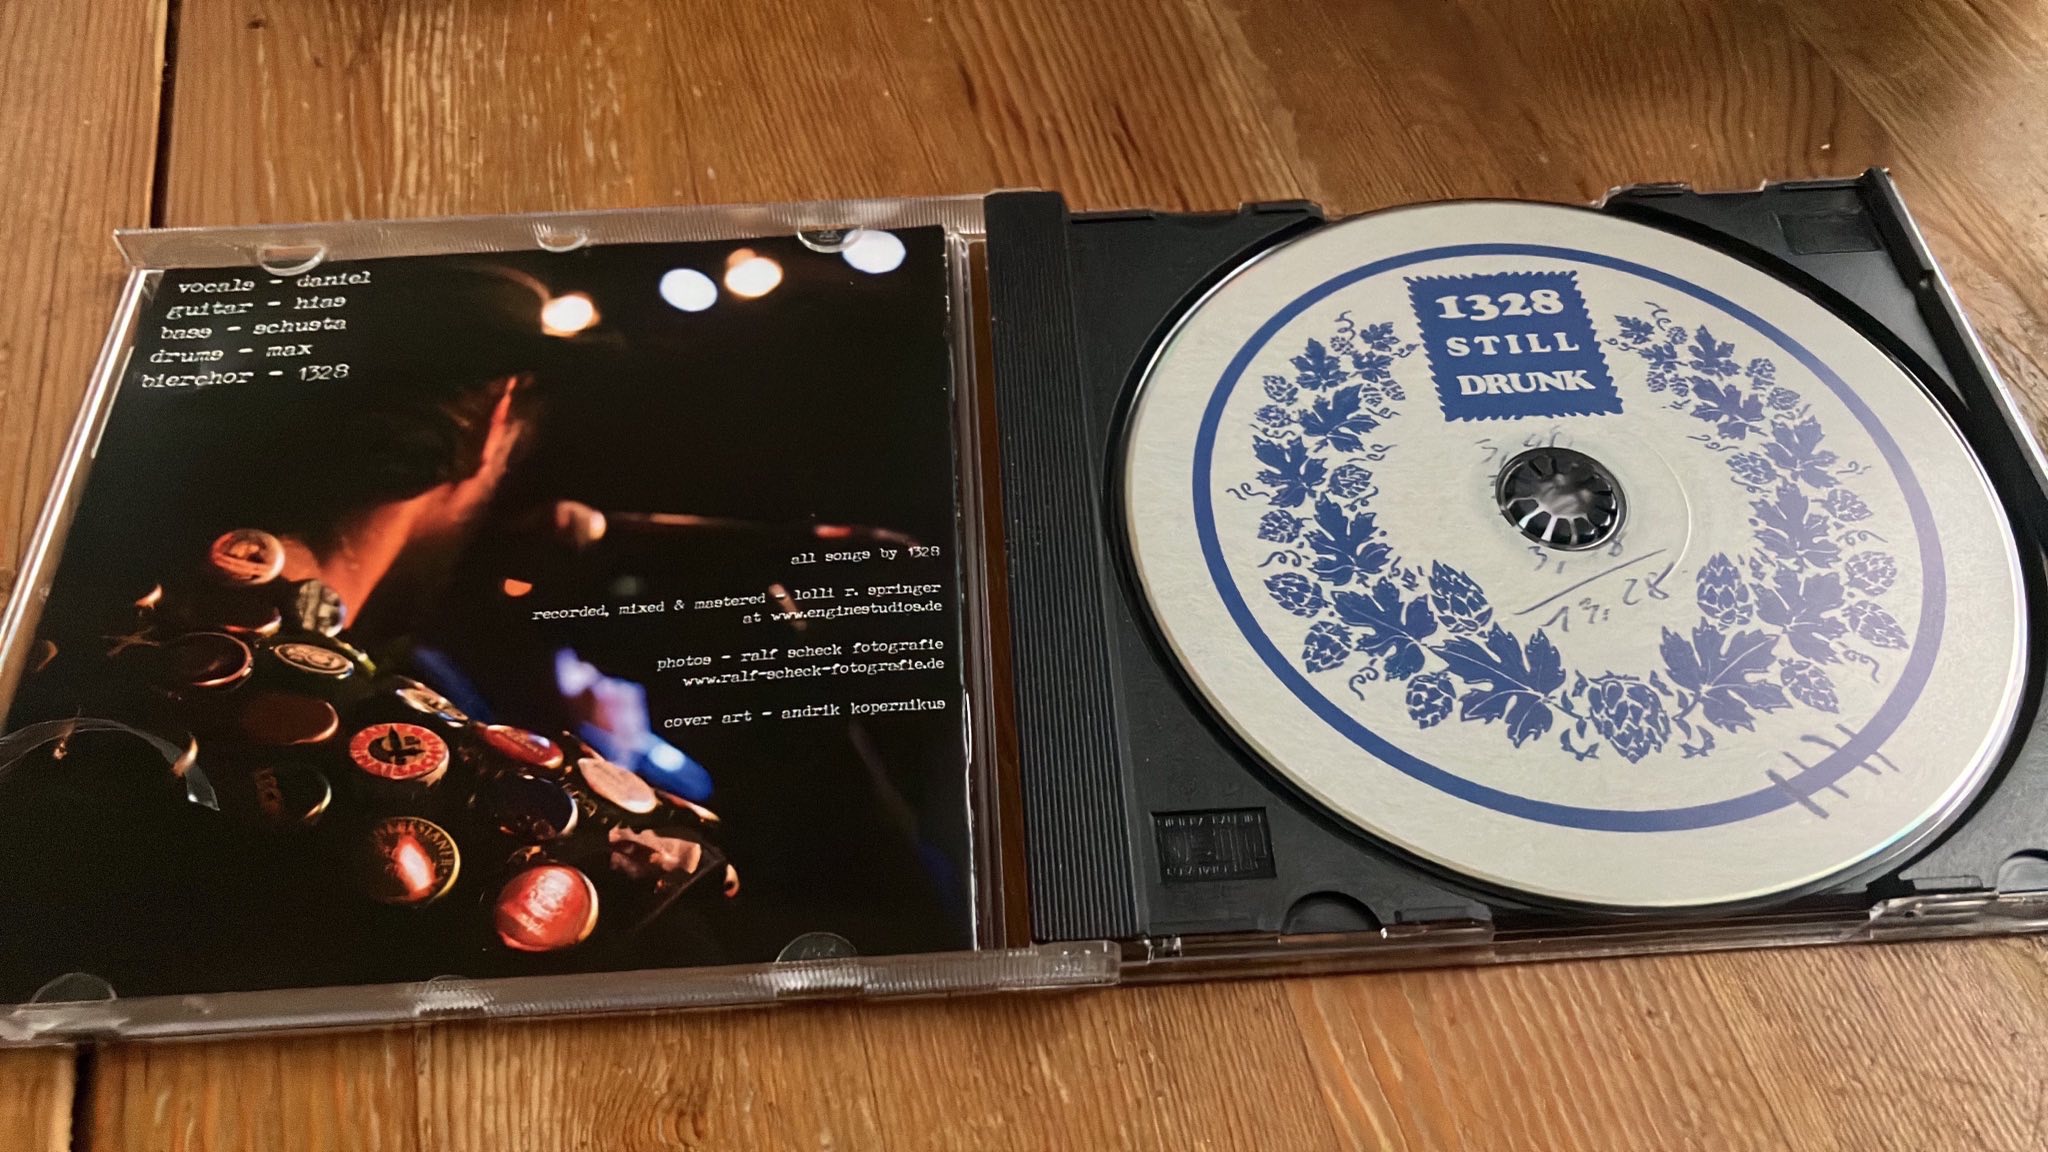 vocals - daniel
guitar - hias
bass - schusta
drums - max
bierchor - 1328
all songs by 1328
recorded, mixed & mastered - lolli r. springer
at www.enginestudios.de
photos - ralf scheck fotografie
www.ralf-scheck-fotografie.de
cover art - andrik kopernikus
1328
STILL
DRUNK